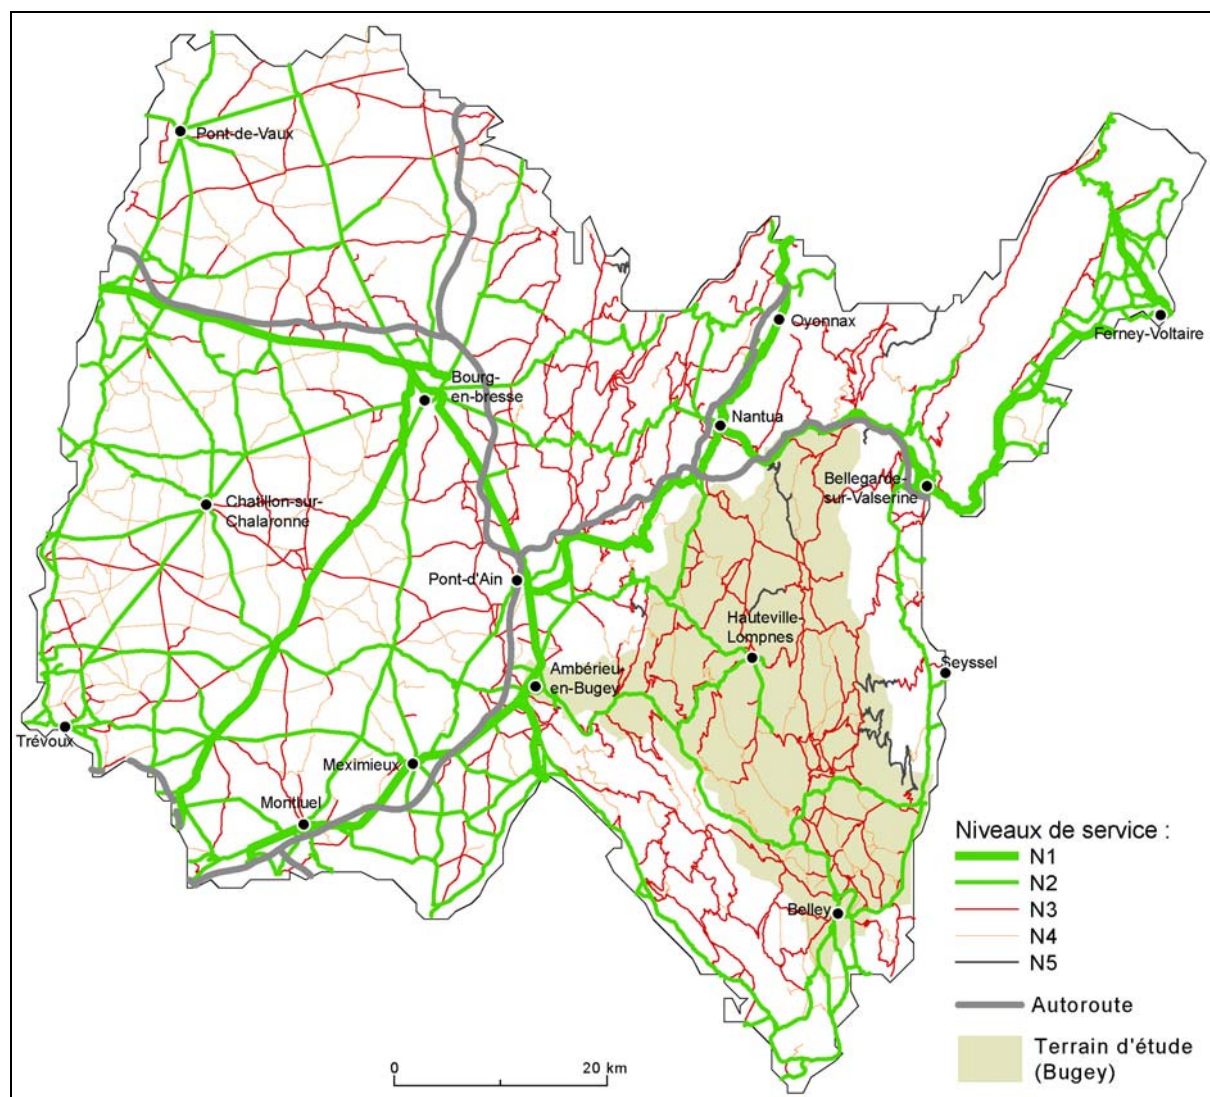 Pont-de-Vaux
Oyonnax
Ferney-Voltaire
Bourg-
en-bresse
Nantua
Bellegarde-
sur-Valserine
Chatillon-sur-
Chalaronne
Pont-d'Ain
Hauteville-
Lompnes
Seyssel
Ambérieu
en-Bugey
Trévoux
Meximieux
Montluel
Belley
Niveaux de service :
N1
N2
N3
N4
N5
Autoroute
Terrain d'étude
(Bugey)
0 20 km